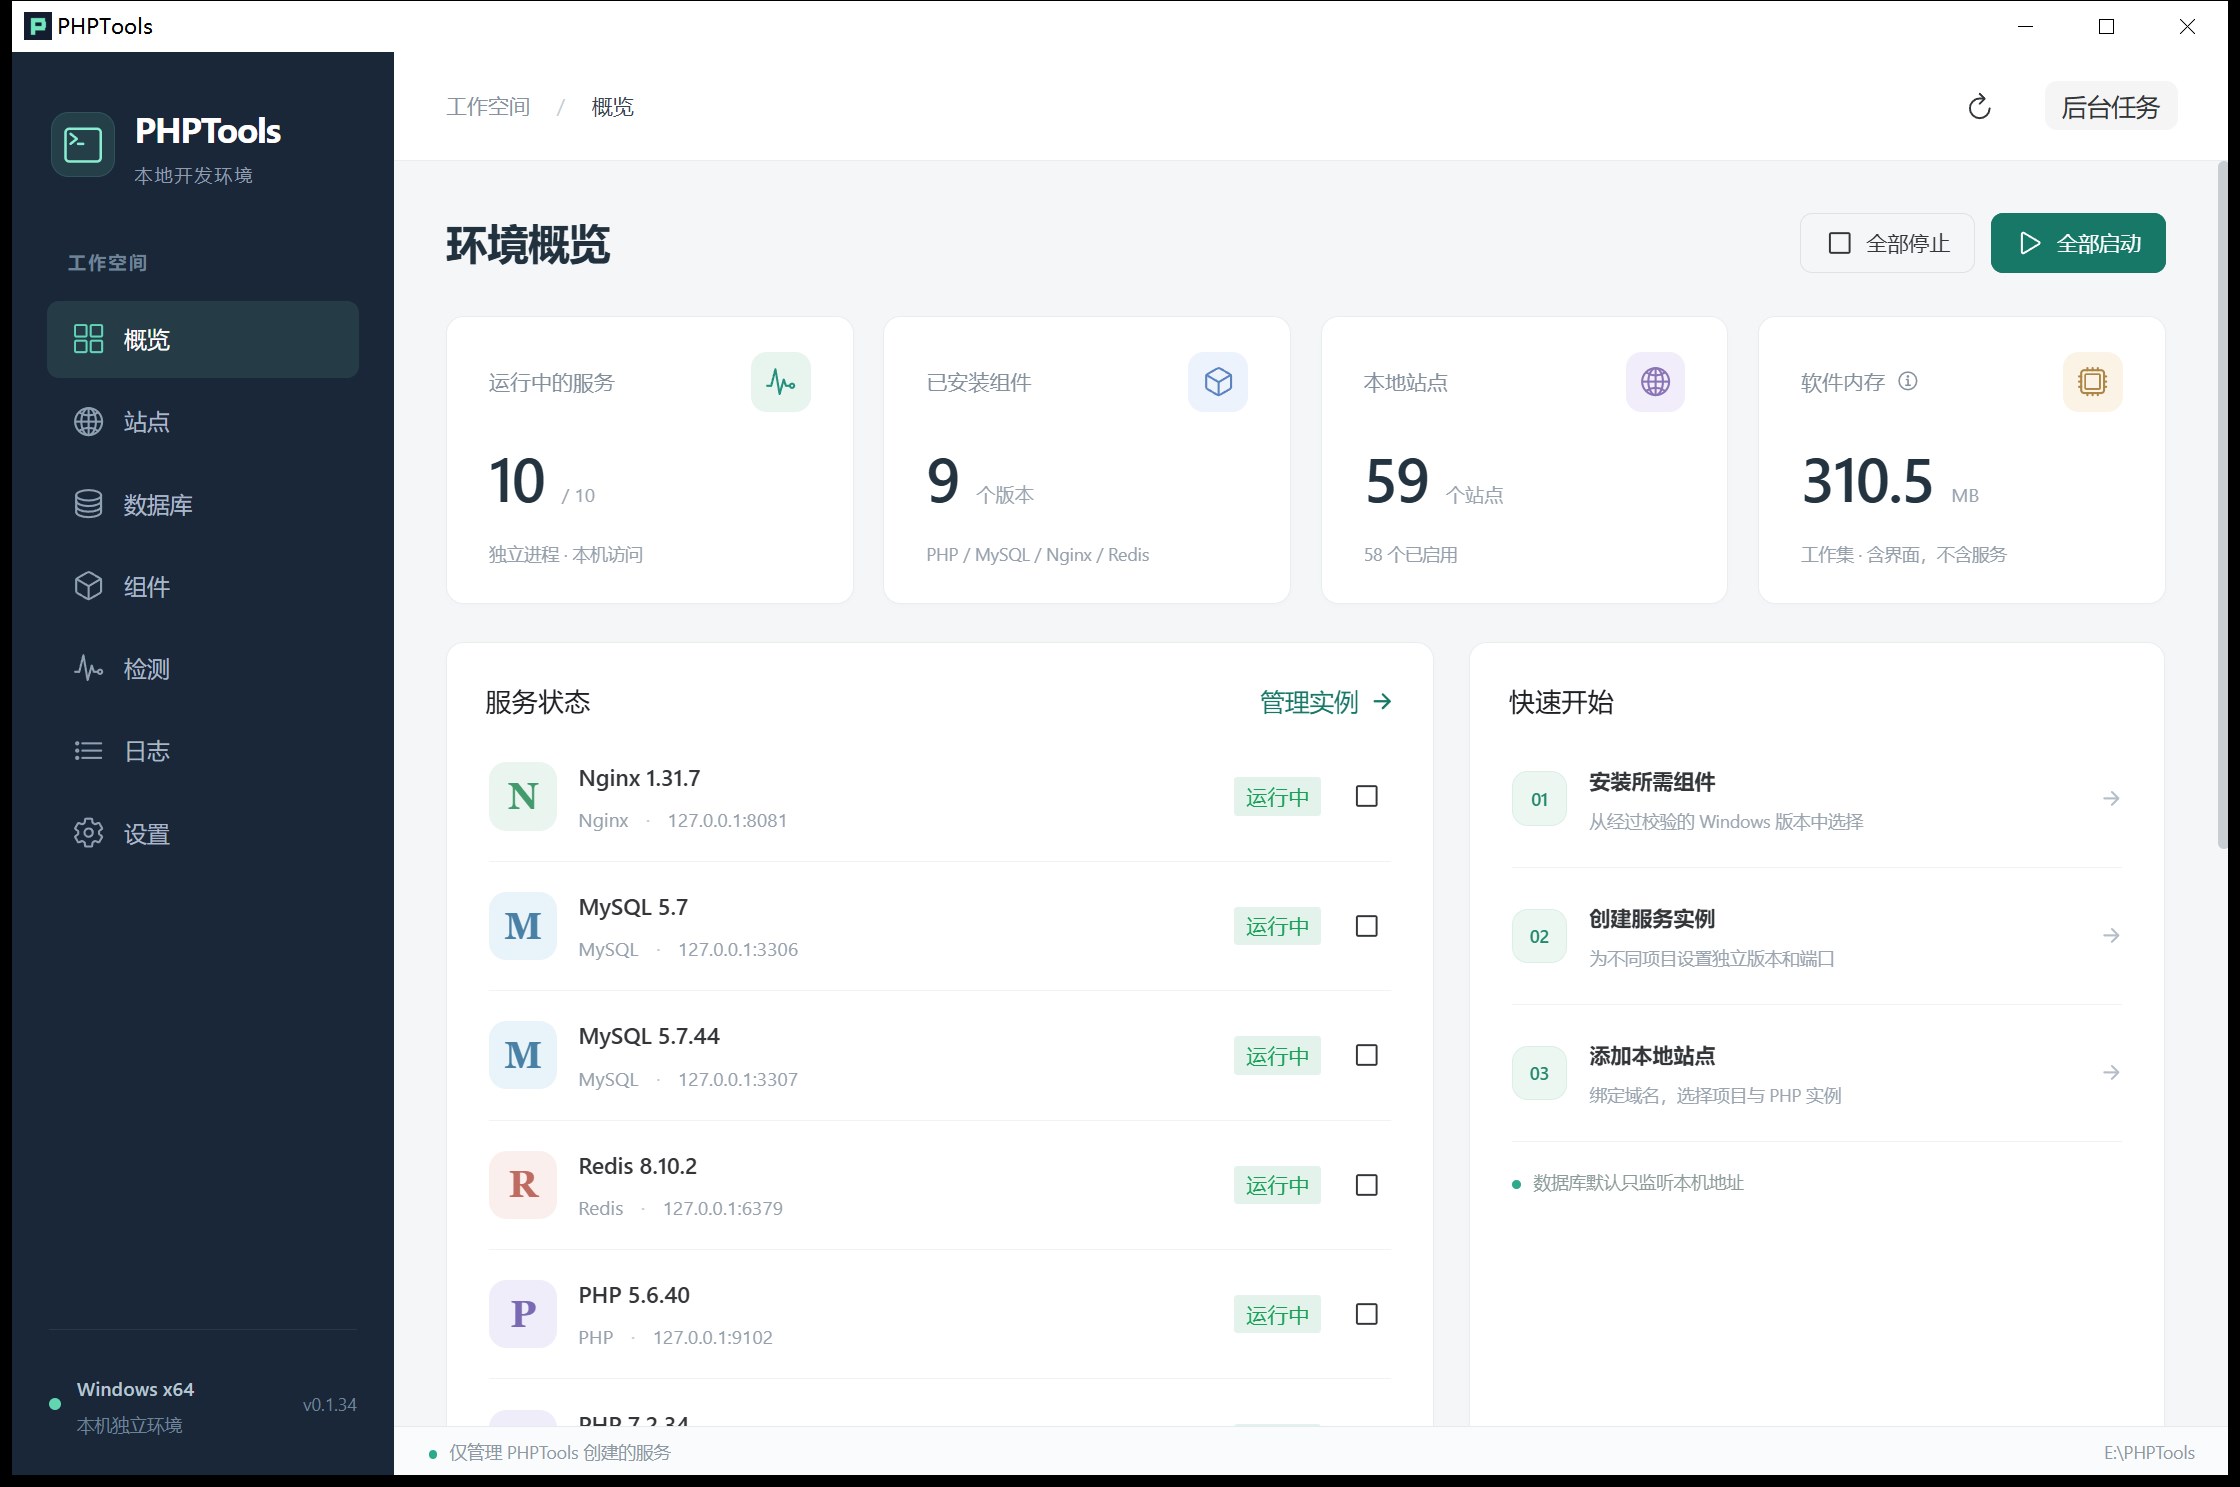 PHPTools
PHPTools
本地开发环境
工作空间
概览
站点
数据库
组件
检测
日志
设置
Windows x64
本机独立环境
v0.1.34
工作空间 / 概览
后台任务
环境概览
全部停止
全部启动
运行中的服务
10 / 10
独立进程 · 本机访问
已安装组件
9 个版本
PHP / MySQL / Nginx / Redis
本地站点
59 个站点
58 个已启用
软件内存
310.5 MB
工作集 · 含界面，不含服务
服务状态
管理实例
N
Nginx 1.31.7
Nginx · 127.0.0.1:8081
运行中
M
MySQL 5.7
MySQL · 127.0.0.1:3306
运行中
M
MySQL 5.7.44
MySQL · 127.0.0.1:3307
运行中
R
Redis 8.10.2
Redis · 127.0.0.1:6379
运行中
P
PHP 5.6.40
PHP · 127.0.0.1:9102
运行中
PHP 7.2.34
快速开始
01
安装所需组件
从经过校验的 Windows 版本中选择
02
创建服务实例
为不同项目设置独立版本和端口
03
添加本地站点
绑定域名，选择项目与 PHP 实例
数据库默认只监听本机地址
仅管理 PHPTools 创建的服务
E:\PHPTools